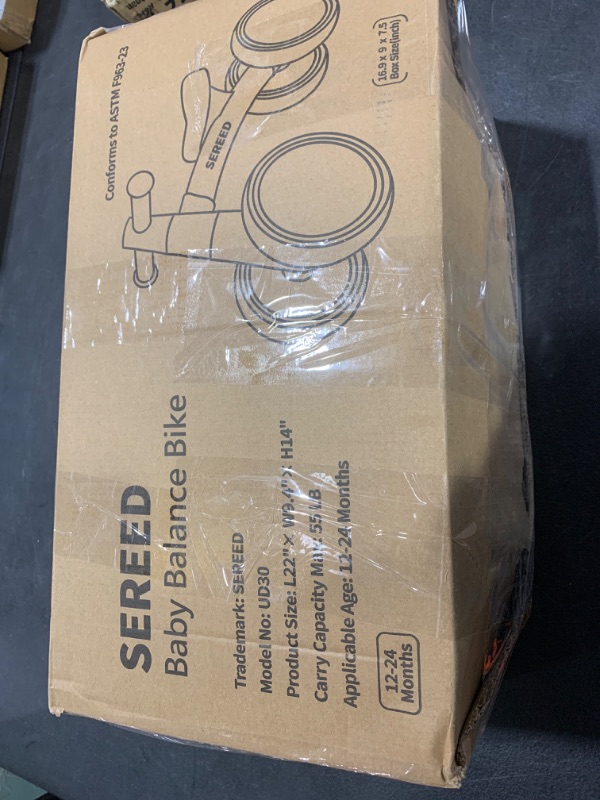 SEREED
Baby Balance Bike
Trademark: SEREED
Model No: UD30
Product Size: L22"× W9.4"× H14"
Carry Capacity Max: 55 LB
Applicable Age: 12-24 Months
12-24
Months
Conforms to ASTM F963-23
SEREED
16.9 x 9 x 7.5
Box Size(inch)